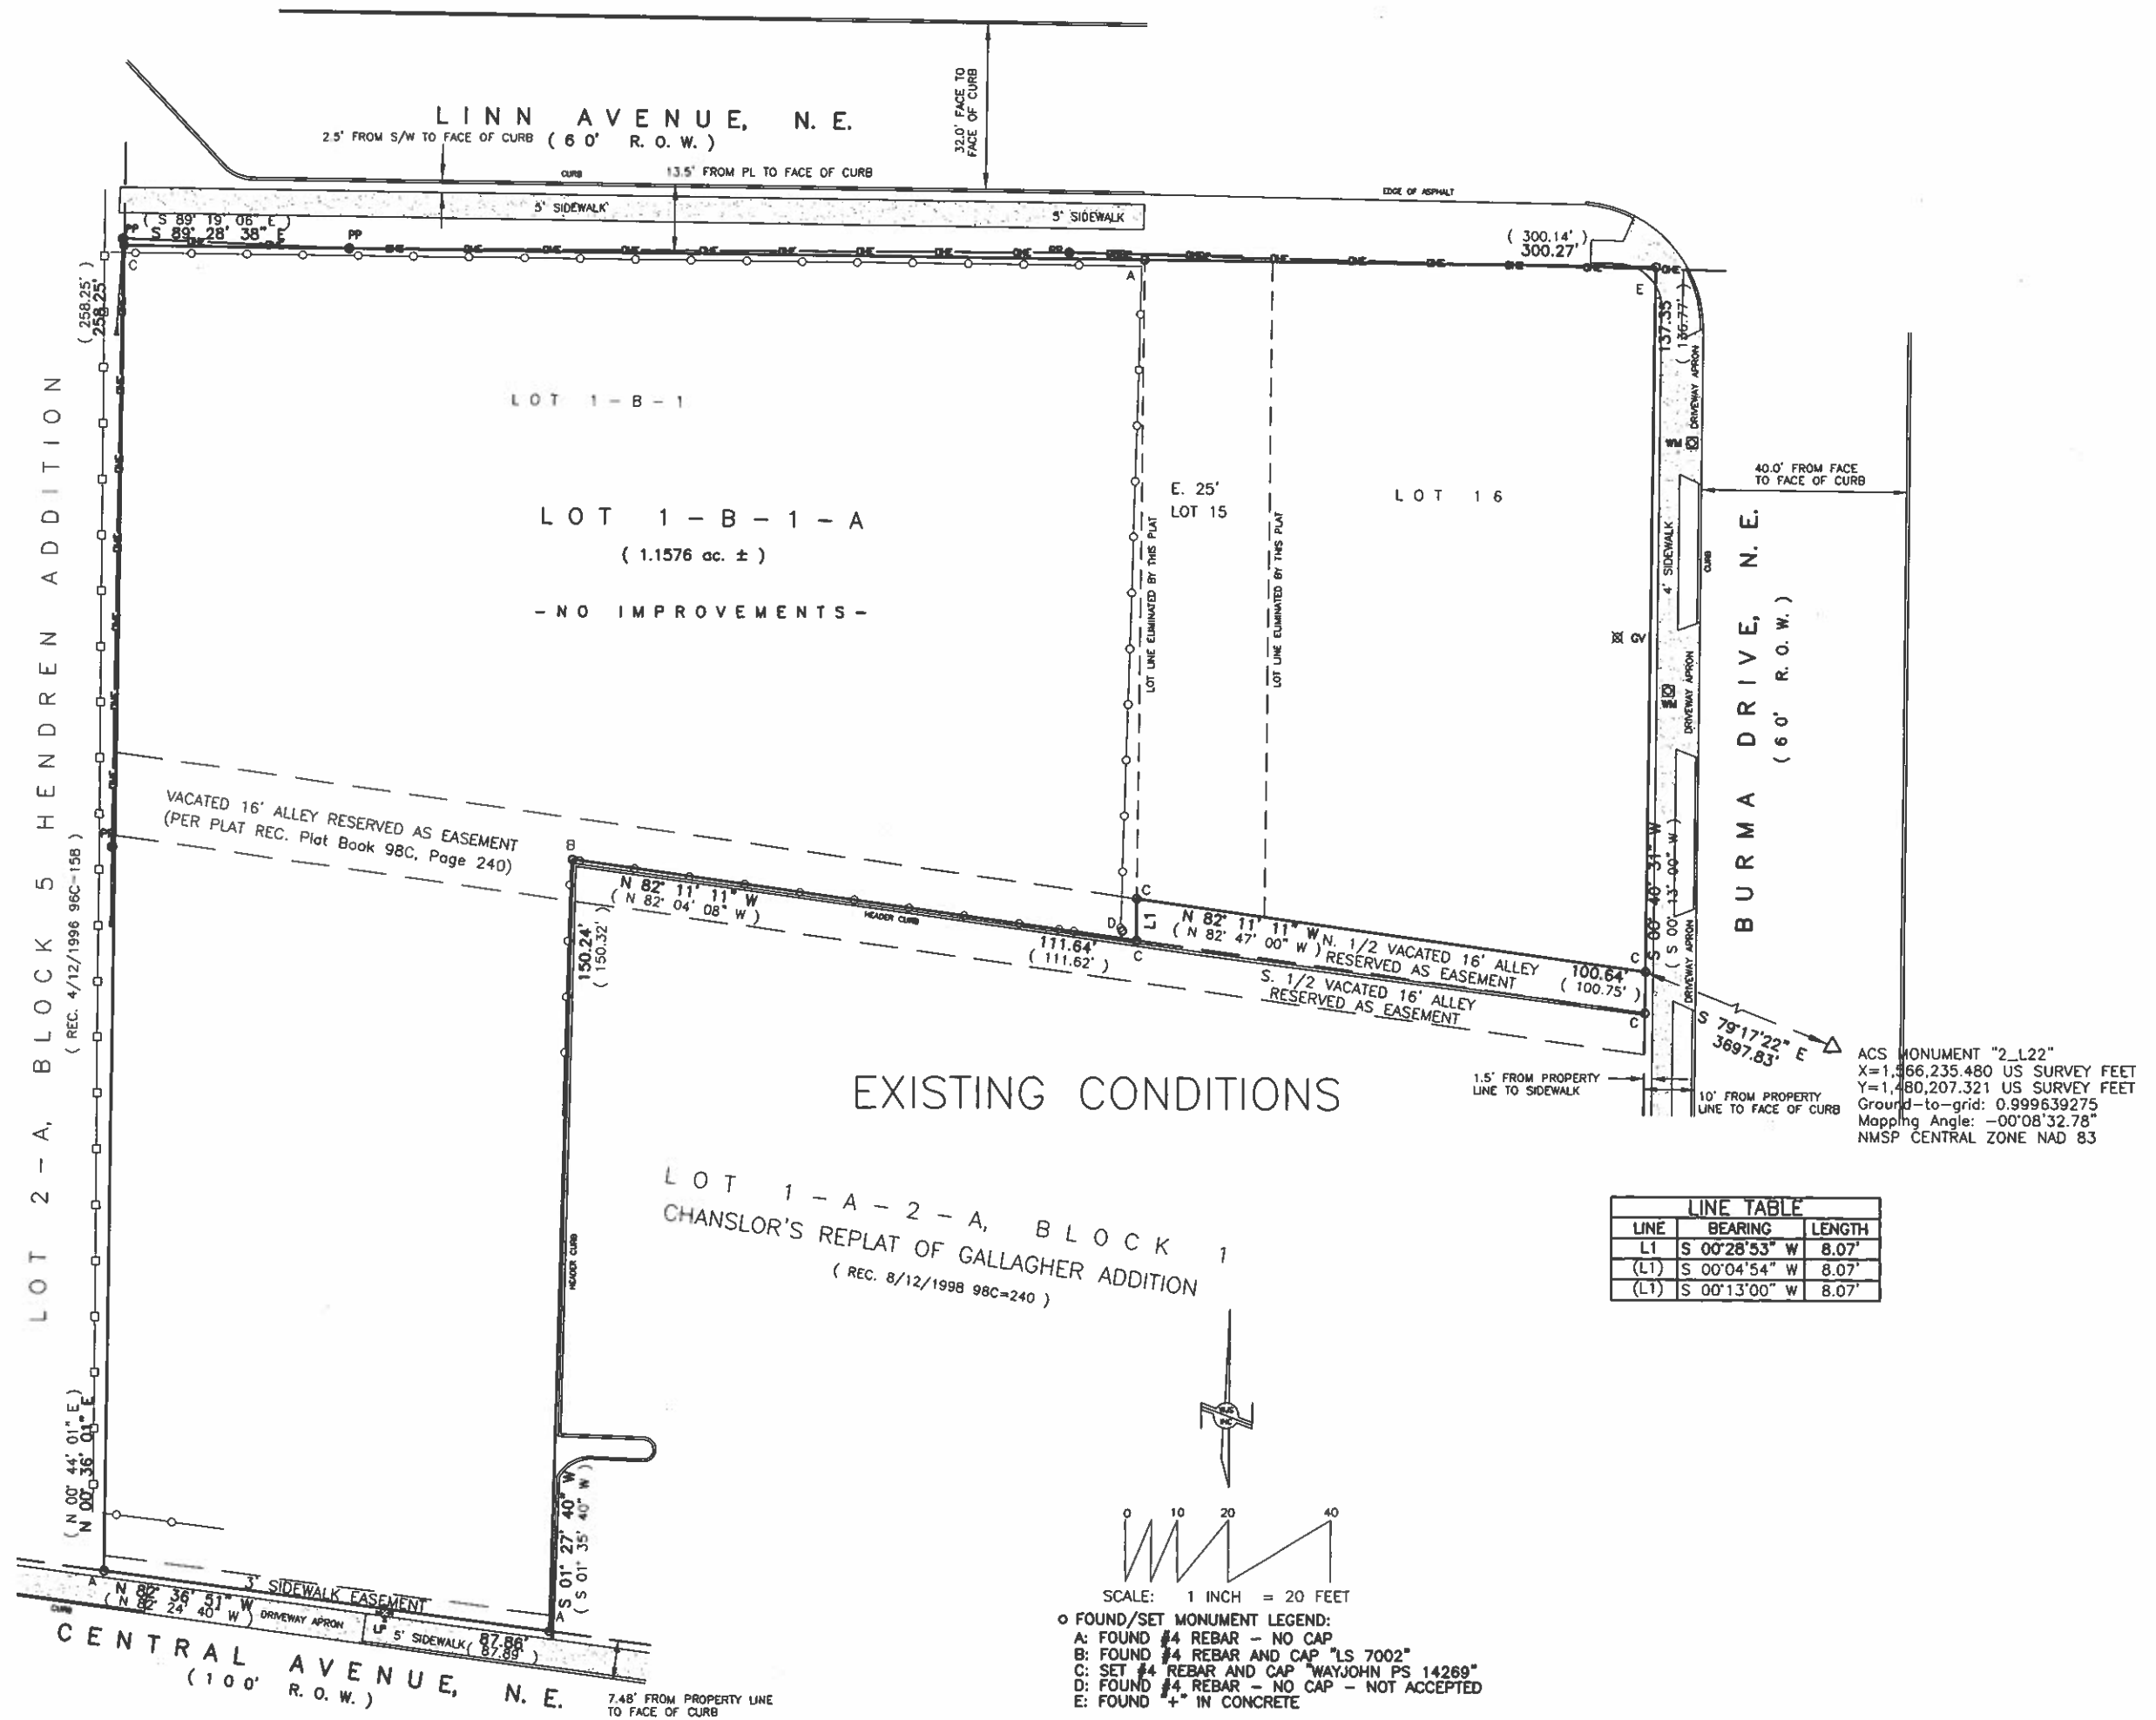 LINN AVENUE, N. E.
2.5' FROM S/W TO FACE OF CURB ( 60' R. O. W. )
32.0' FACE TO
FACE OF CURB
CURB
13.5' FROM PL TO FACE OF CURB
EDGE OF ASPHALT
5' SIDEWALK
5' SIDEWALK
( S 89° 19' 06" E )
S 89° 28' 38" E
PP
PP
( 300.14' )
300.27'
C
A
E
( 258.25' )
258.25'
137.35'
( 136.77' )
DRIVEWAY APRON
WM
LOT 1-B-1
LOT 1-B-1-A
( 1.1576 ac. ± )
-NO IMPROVEMENTS-
E. 25'
LOT 15
LOT 16
LOT LINE ELIMINATED BY THIS PLAT
LOT LINE ELIMINATED BY THIS PLAT
40.0' FROM FACE
TO FACE OF CURB
4' SIDEWALK
CURB
GV
WM
DRIVEWAY APRON
BURMA DRIVE, N. E.
( 60' R. O. W. )
LOT 2-A, BLOCK 5 HENDREN ADDITION
( REC. 4/12/1996 96C-158 )
VACATED 16' ALLEY RESERVED AS EASEMENT
(PER PLAT REC. Plat Book 98C, Page 240)
B
N 82° 11' 11" W
( N 82° 04' 08" W )
HEADER CURB
111.64'
( 111.62' )
D
C
L1
C
N 82° 11' 11" W
( N 82° 47' 00" W )
N. 1/2 VACATED 16' ALLEY
RESERVED AS EASEMENT
100.64'
( 100.75' )
S. 1/2 VACATED 16' ALLEY
RESERVED AS EASEMENT
C
C
S 00° 40' 31" W
( S 00° 13' 00" W )
DRIVEWAY APRON
S 79°17'22" E
3697.83'
ACS MONUMENT "2_L22"
X=1,566,235.480 US SURVEY FEET
Y=1,480,207.321 US SURVEY FEET
Ground-to-grid: 0.999639275
Mapping Angle: -00°08'32.78"
NMSP CENTRAL ZONE NAD 83
1.5' FROM PROPERTY
LINE TO SIDEWALK
10' FROM PROPERTY
LINE TO FACE OF CURB
150.24'
( 150.32' )
EXISTING CONDITIONS
LOT 1-A-2-A, BLOCK 1
CHANSLOR'S REPLAT OF GALLAGHER ADDITION
( REC. 8/12/1998 98C=240 )
HEADER CURB
LINE TABLE
LINE BEARING LENGTH
L1 S 00°28'53" W 8.07'
(L1) S 00°04'54" W 8.07'
(L1) S 00°13'00" W 8.07'
( N 00° 44' 01" E )
N 00° 36' 01" E
S 01° 27' 40" W
( S 01° 35' 40" W )
A
A
N 82° 36' 51" W
( N 82° 24' 40" W )
3' SIDEWALK EASEMENT
DRIVEWAY APRON
5' SIDEWALK
87.86'
( 87.89' )
CURB
CENTRAL AVENUE, N. E.
( 100' R. O. W. )
7.48' FROM PROPERTY LINE
TO FACE OF CURB
0 10 20 40
SCALE: 1 INCH = 20 FEET
FOUND/SET MONUMENT LEGEND:
A: FOUND #4 REBAR - NO CAP
B: FOUND #4 REBAR AND CAP "LS 7002"
C: SET #4 REBAR AND CAP "WAYJOHN PS 14269"
D: FOUND #4 REBAR - NO CAP - NOT ACCEPTED
E: FOUND "+" IN CONCRETE